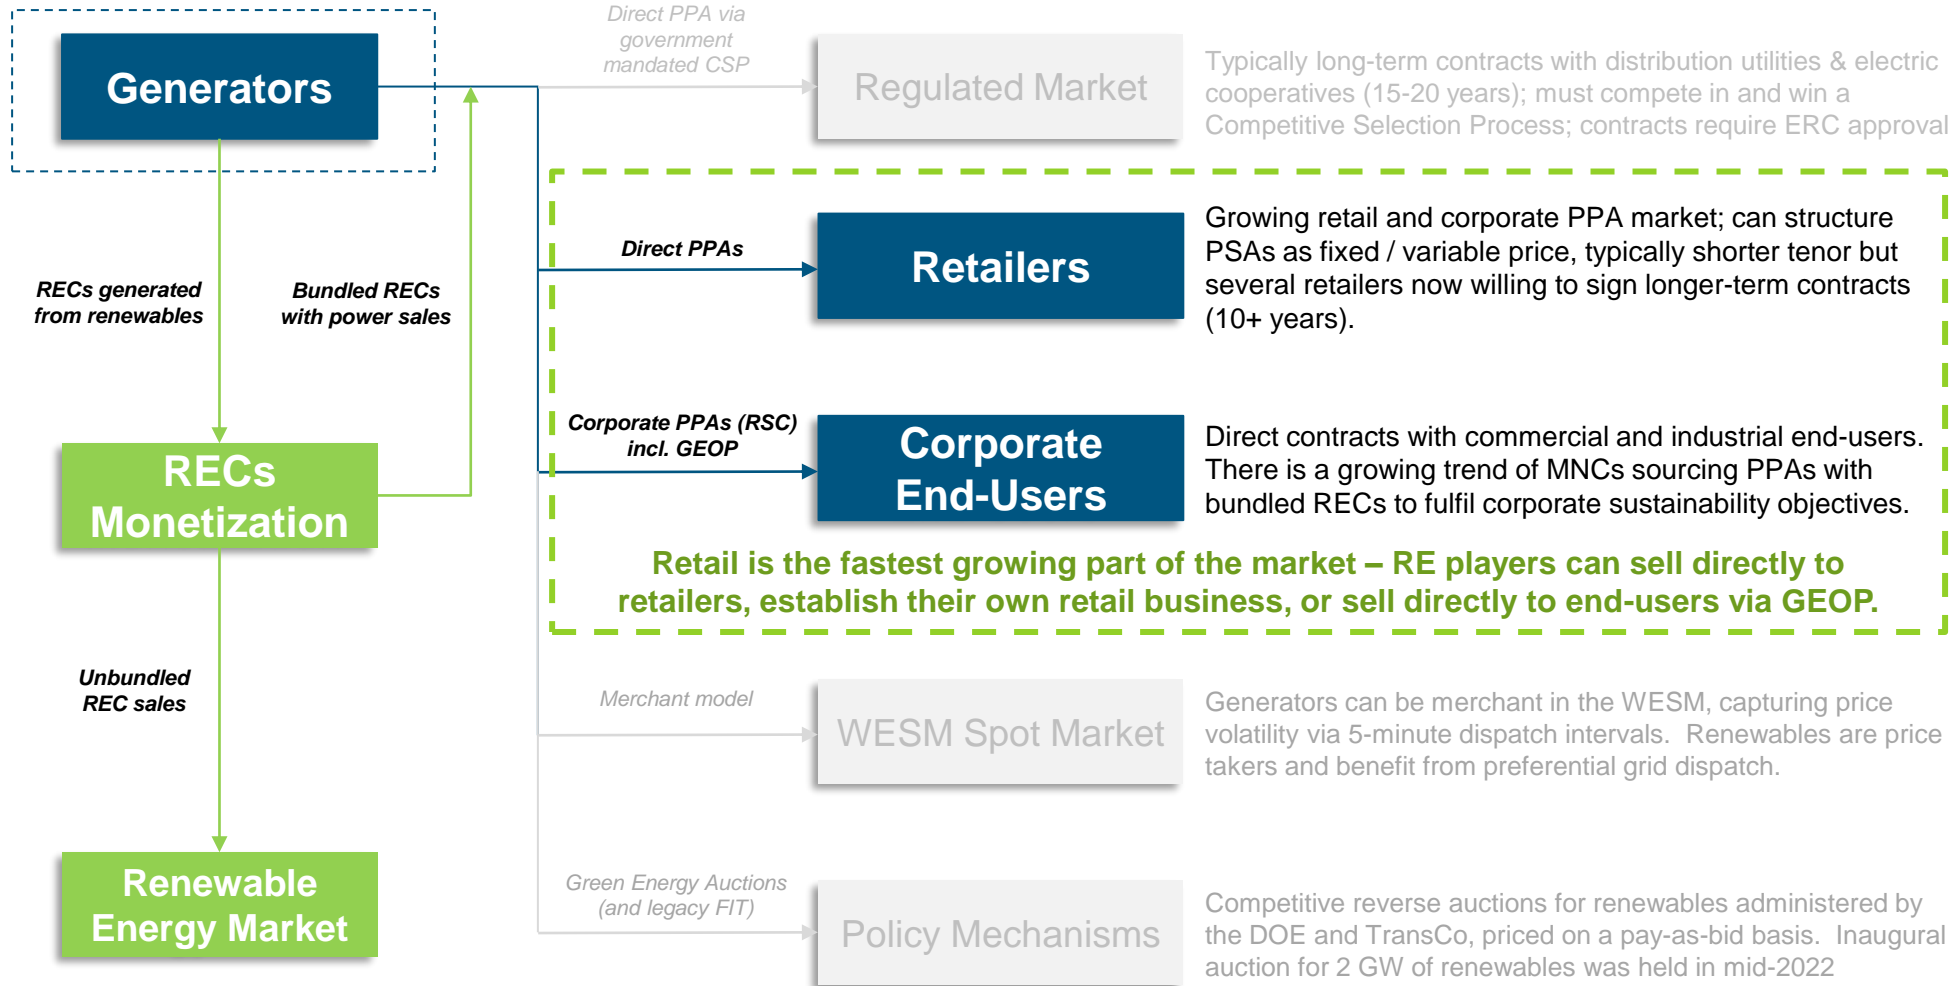 Direct PPA via
government
mandated CSP
Generators
Regulated Market
Typically long-term contracts with distribution utilities & electric
cooperatives (15-20 years); must compete in and win a
Competitive Selection Process; contracts require ERC approval
RECs generated
from renewables
Bundled RECs
with power sales
Direct PPAs
Retailers
Growing retail and corporate PPA market; can structure
PSAs as fixed / variable price, typically shorter tenor but
several retailers now willing to sign longer-term contracts
(10+ years).
Corporate PPAs (RSC)
incl. GEOP
Corporate
End-Users
Direct contracts with commercial and industrial end-users.
There is a growing trend of MNCs sourcing PPAs with
bundled RECs to fulfil corporate sustainability objectives.
RECs
Monetization
Retail is the fastest growing part of the market – RE players can sell directly to
retailers, establish their own retail business, or sell directly to end-users via GEOP.
Unbundled
REC sales
Merchant model
WESM Spot Market
Generators can be merchant in the WESM, capturing price
volatility via 5-minute dispatch intervals. Renewables are price
takers and benefit from preferential grid dispatch.
Renewable
Energy Market
Green Energy Auctions
(and legacy FIT)
Policy Mechanisms
Competitive reverse auctions for renewables administered by
the DOE and TransCo, priced on a pay-as-bid basis. Inaugural
auction for 2 GW of renewables was held in mid-2022